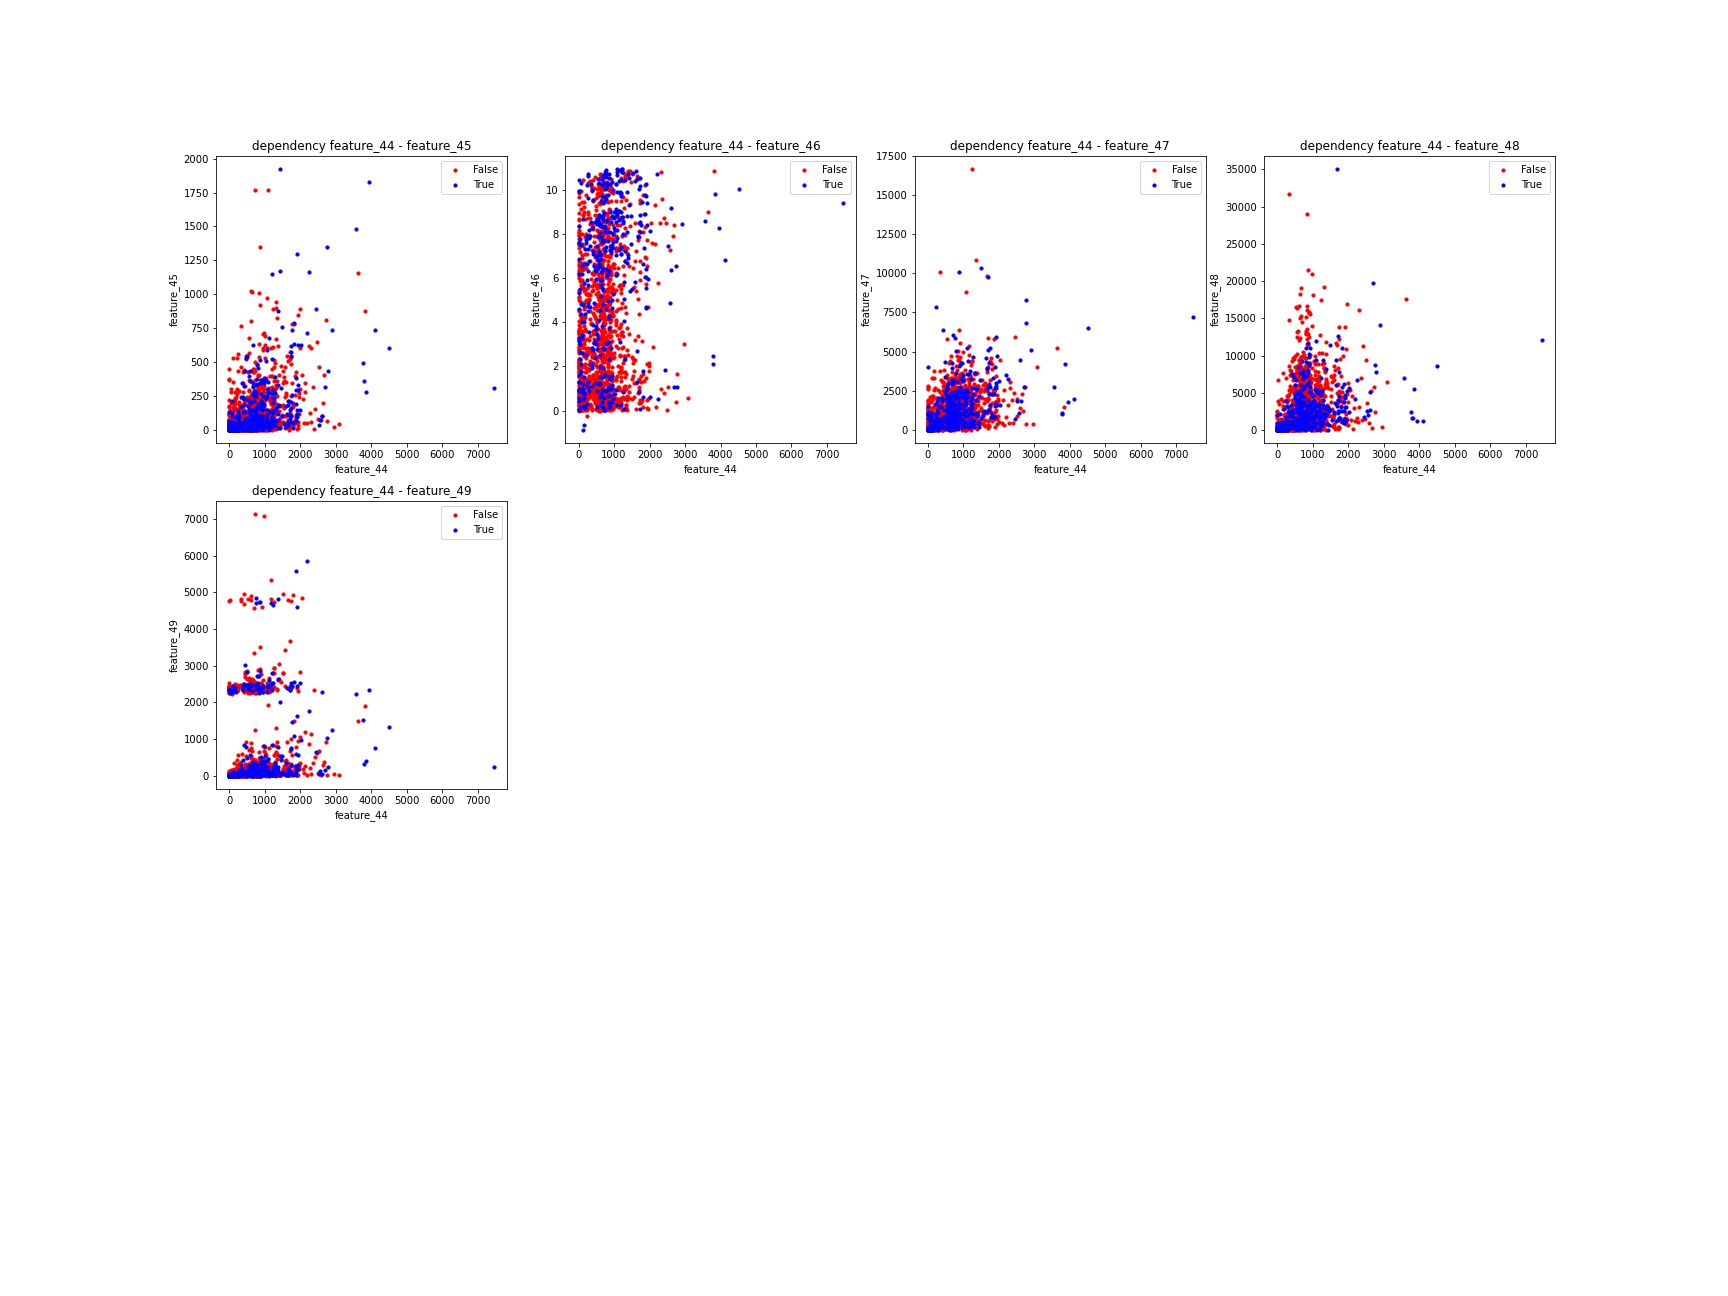 dependency feature_44 - feature_45
2000
1750
1500
1250
1000
750
500
250
0
feature_45
False
True
0 1000 2000 3000 4000 5000 6000 7000
feature_44
dependency feature_44 - feature_46
10
8
6
4
2
0
feature_46
False
True
0 1000 2000 3000 4000 5000 6000 7000
feature_44
dependency feature_44 - feature_47
17500
15000
12500
10000
7500
5000
2500
0
feature_47
False
True
0 1000 2000 3000 4000 5000 6000 7000
feature_44
dependency feature_44 - feature_48
35000
30000
25000
20000
15000
10000
5000
0
feature_48
False
True
0 1000 2000 3000 4000 5000 6000 7000
feature_44
dependency feature_44 - feature_49
7000
6000
5000
4000
3000
2000
1000
0
feature_49
False
True
0 1000 2000 3000 4000 5000 6000 7000
feature_44